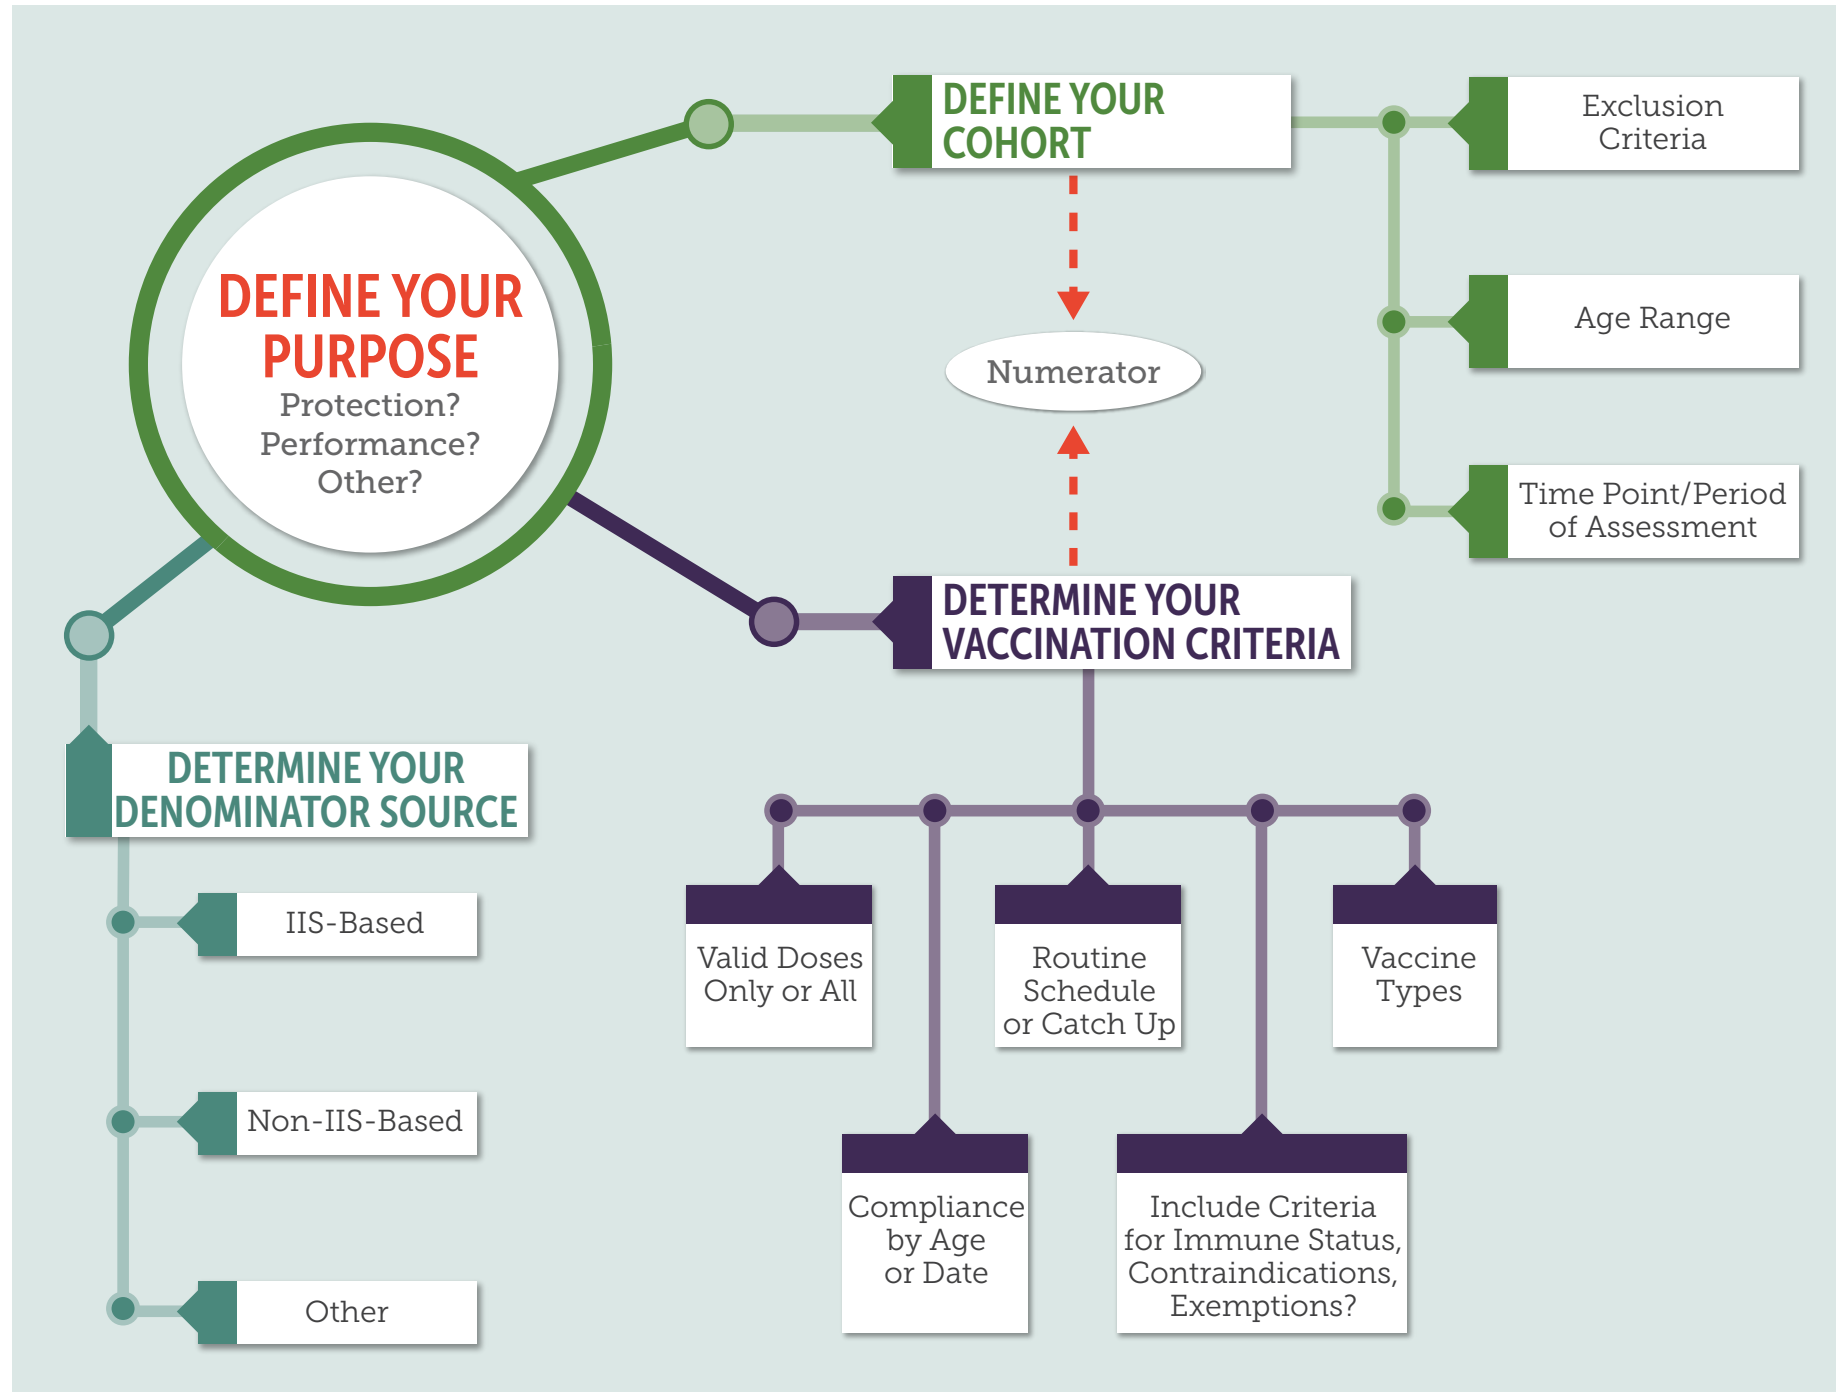 DEFINE YOUR
PURPOSE
Protection?
Performance?
Other?
DEFINE YOUR
COHORT
Exclusion
Criteria
Age Range
Time Point/Period
of Assessment
Numerator
DETERMINE YOUR
VACCINATION CRITERIA
Valid Doses
Only or All
Compliance
by Age
or Date
Routine
Schedule
or Catch Up
Include Criteria
for Immune Status,
Contraindications,
Exemptions?
Vaccine
Types
DETERMINE YOUR
DENOMINATOR SOURCE
IIS-Based
Non-IIS-Based
Other